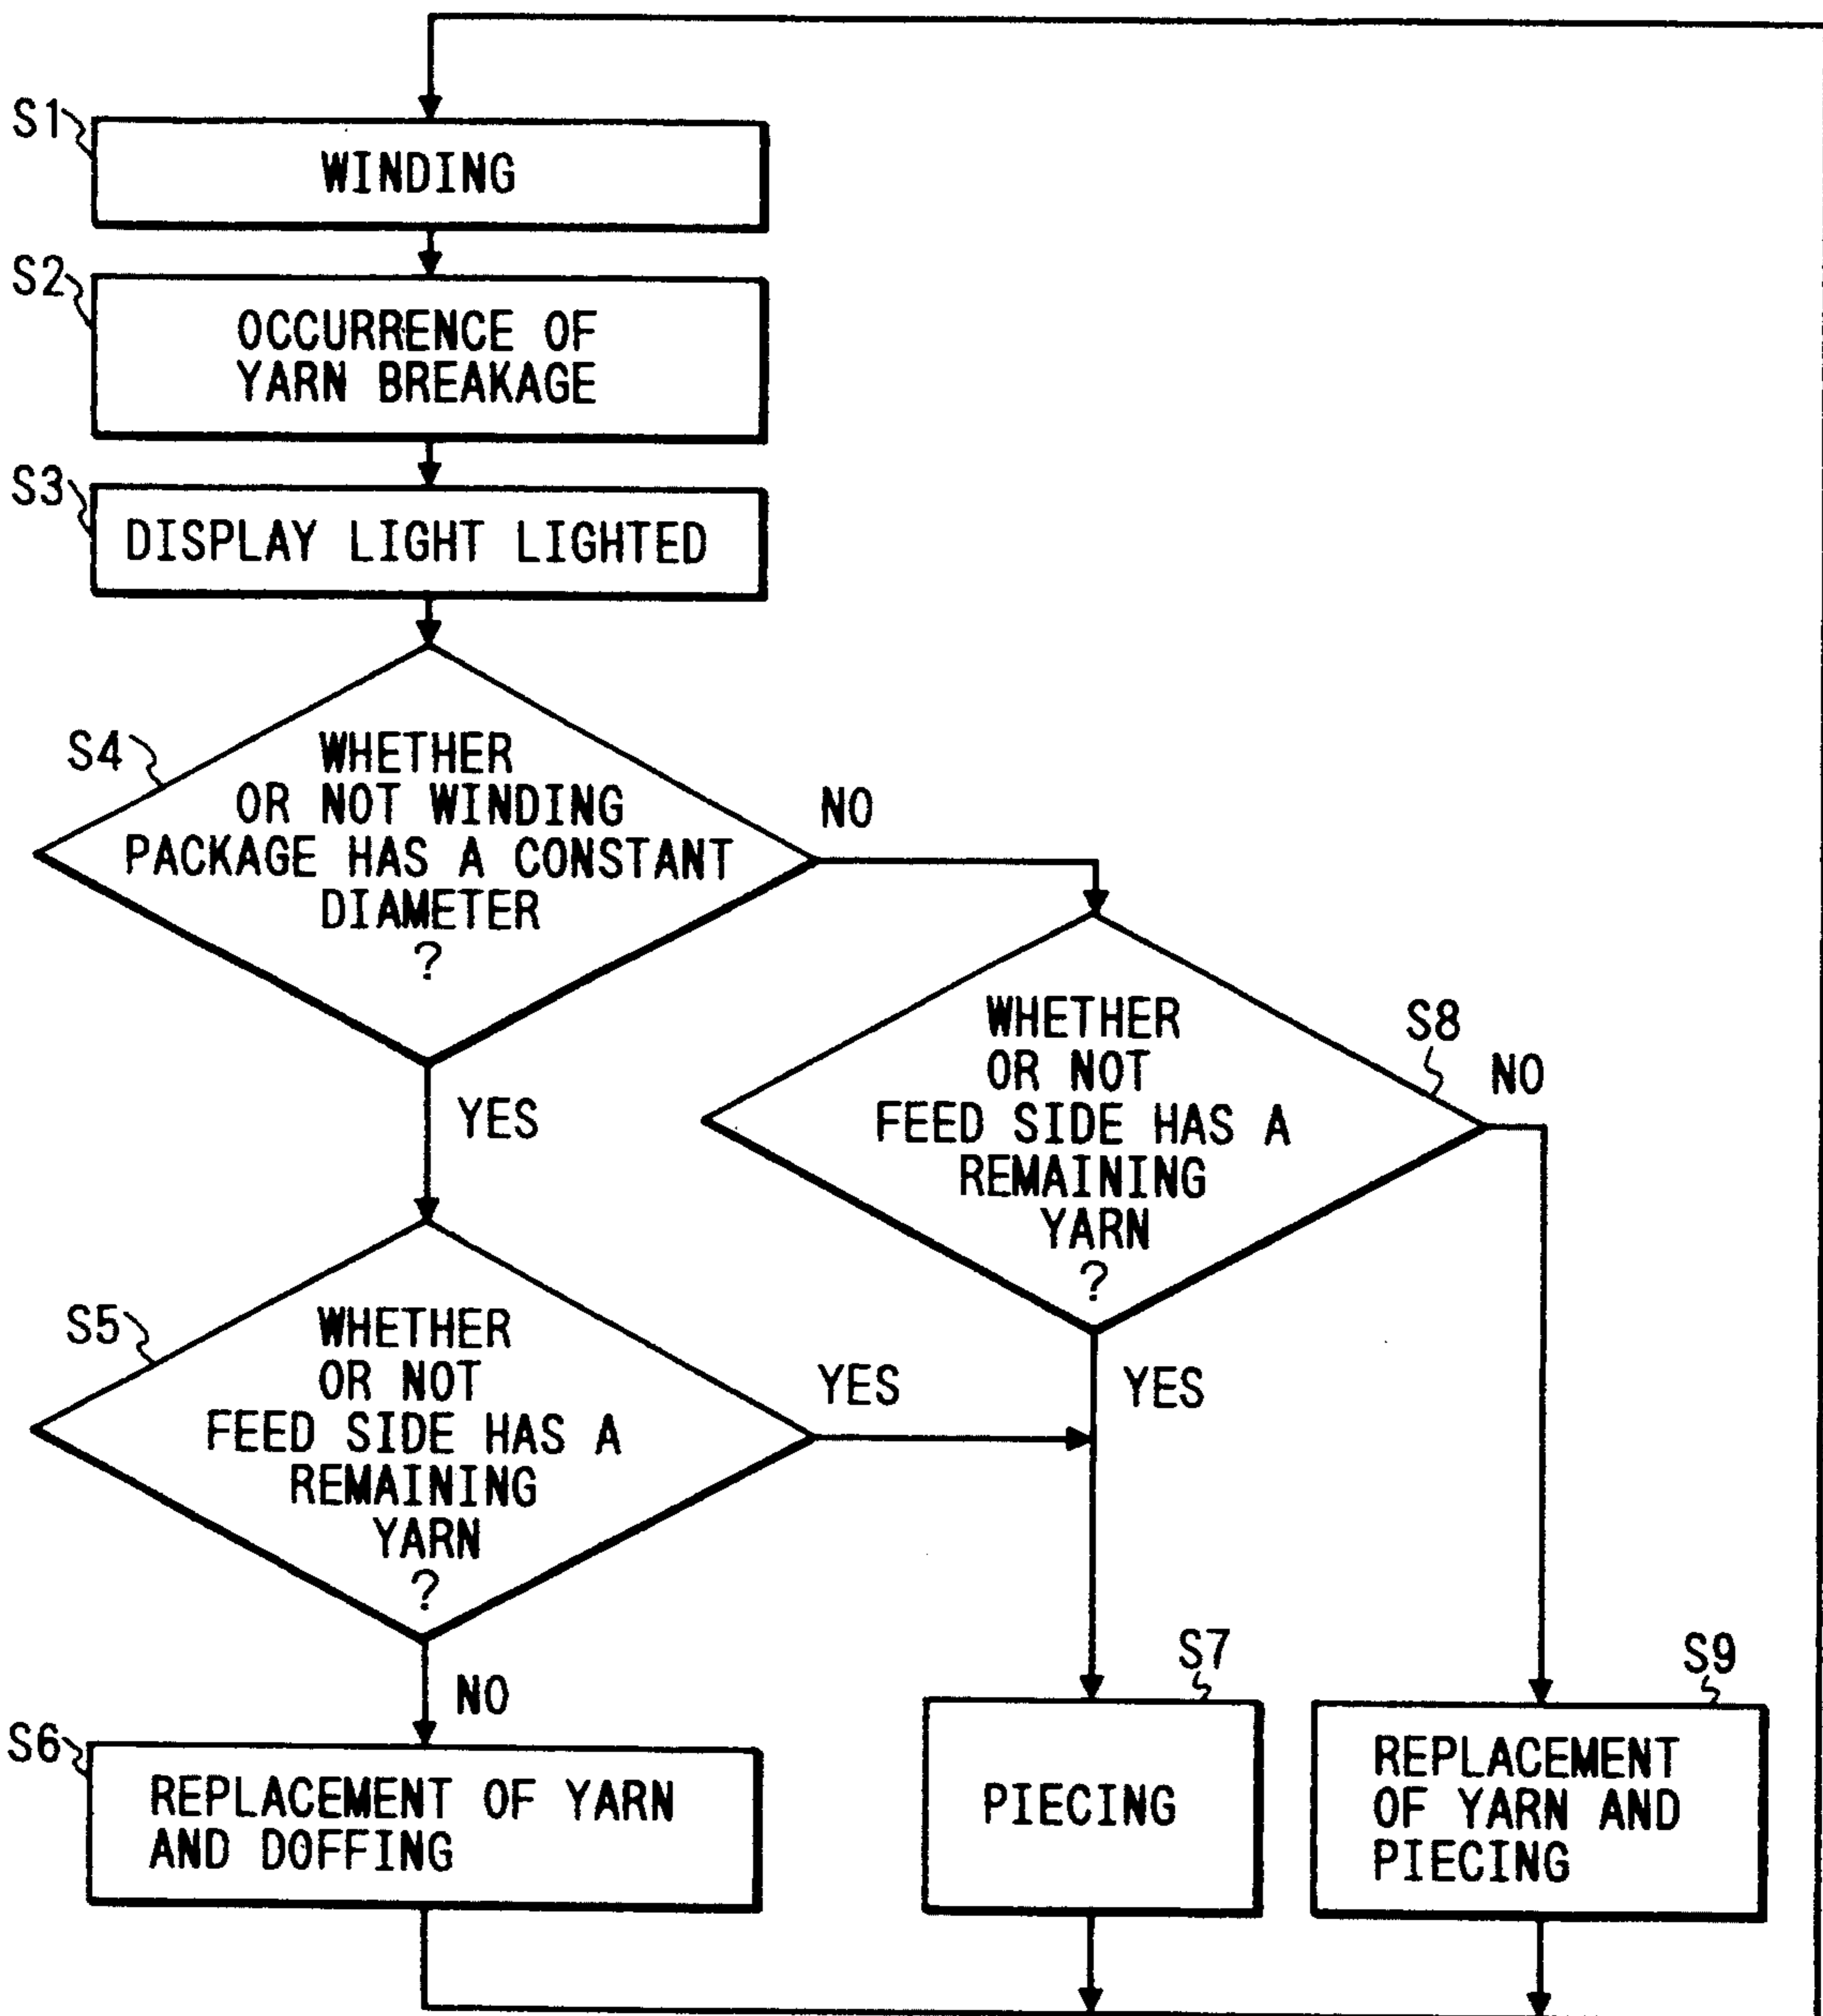 S1
WINDING
S2
OCCURRENCE OF
YARN BREAKAGE
S3
DISPLAY LIGHT LIGHTED
S4
WHETHER
OR NOT WINDING
PACKAGE HAS A CONSTANT
DIAMETER
?
NO
YES
S8
WHETHER
OR NOT
FEED SIDE HAS A
REMAINING
YARN
?
NO
YES
S5
WHETHER
OR NOT
FEED SIDE HAS A
REMAINING
YARN
?
YES
NO
S6
REPLACEMENT OF YARN
AND DOFFING
S7
PIECING
S9
REPLACEMENT
OF YARN AND
PIECING